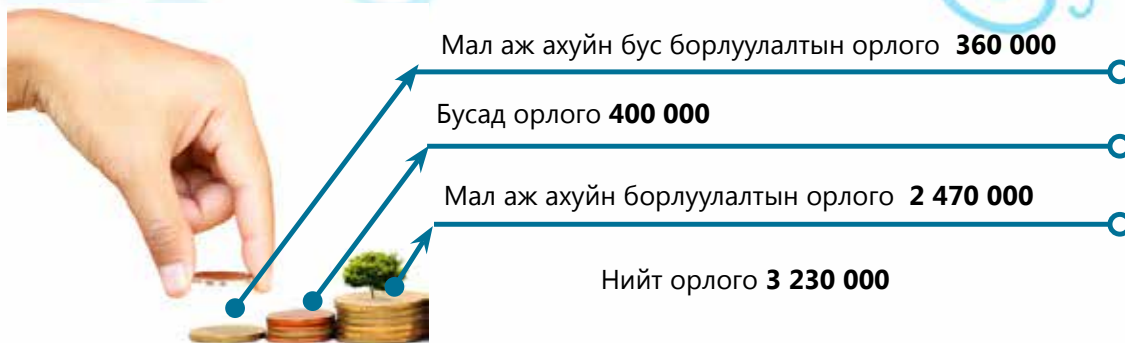 Мал аж ахуйн бус борлуулалтын орлого 360 000
Бусад орлого 400 000
Мал аж ахуйн борлуулалтын орлого 2 470 000
Нийт орлого 3 230 000